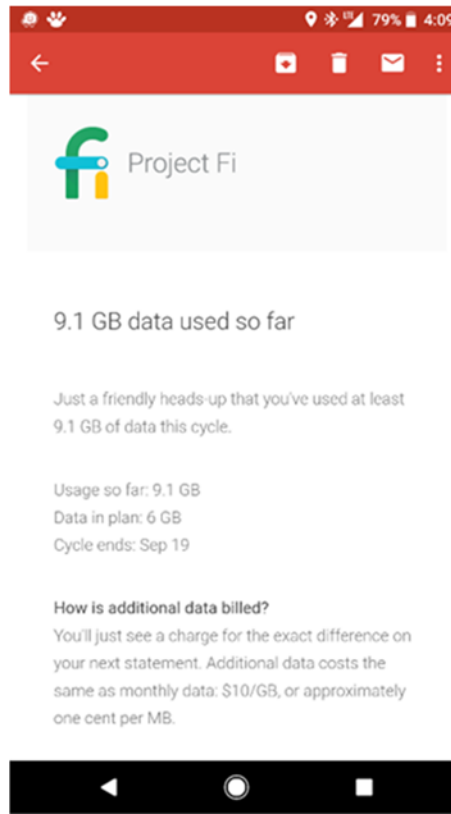 LTE 79% 4:09
fi Project Fi
9.1 GB data used so far
Just a friendly heads-up that you've used at least
9.1 GB of data this cycle.
Usage so far: 9.1 GB
Data in plan: 6 GB
Cycle ends: Sep 19
How is additional data billed?
You'll just see a charge for the exact difference on
your next statement. Additional data costs the
same as monthly data: $10/GB, or approximately
one cent per MB.